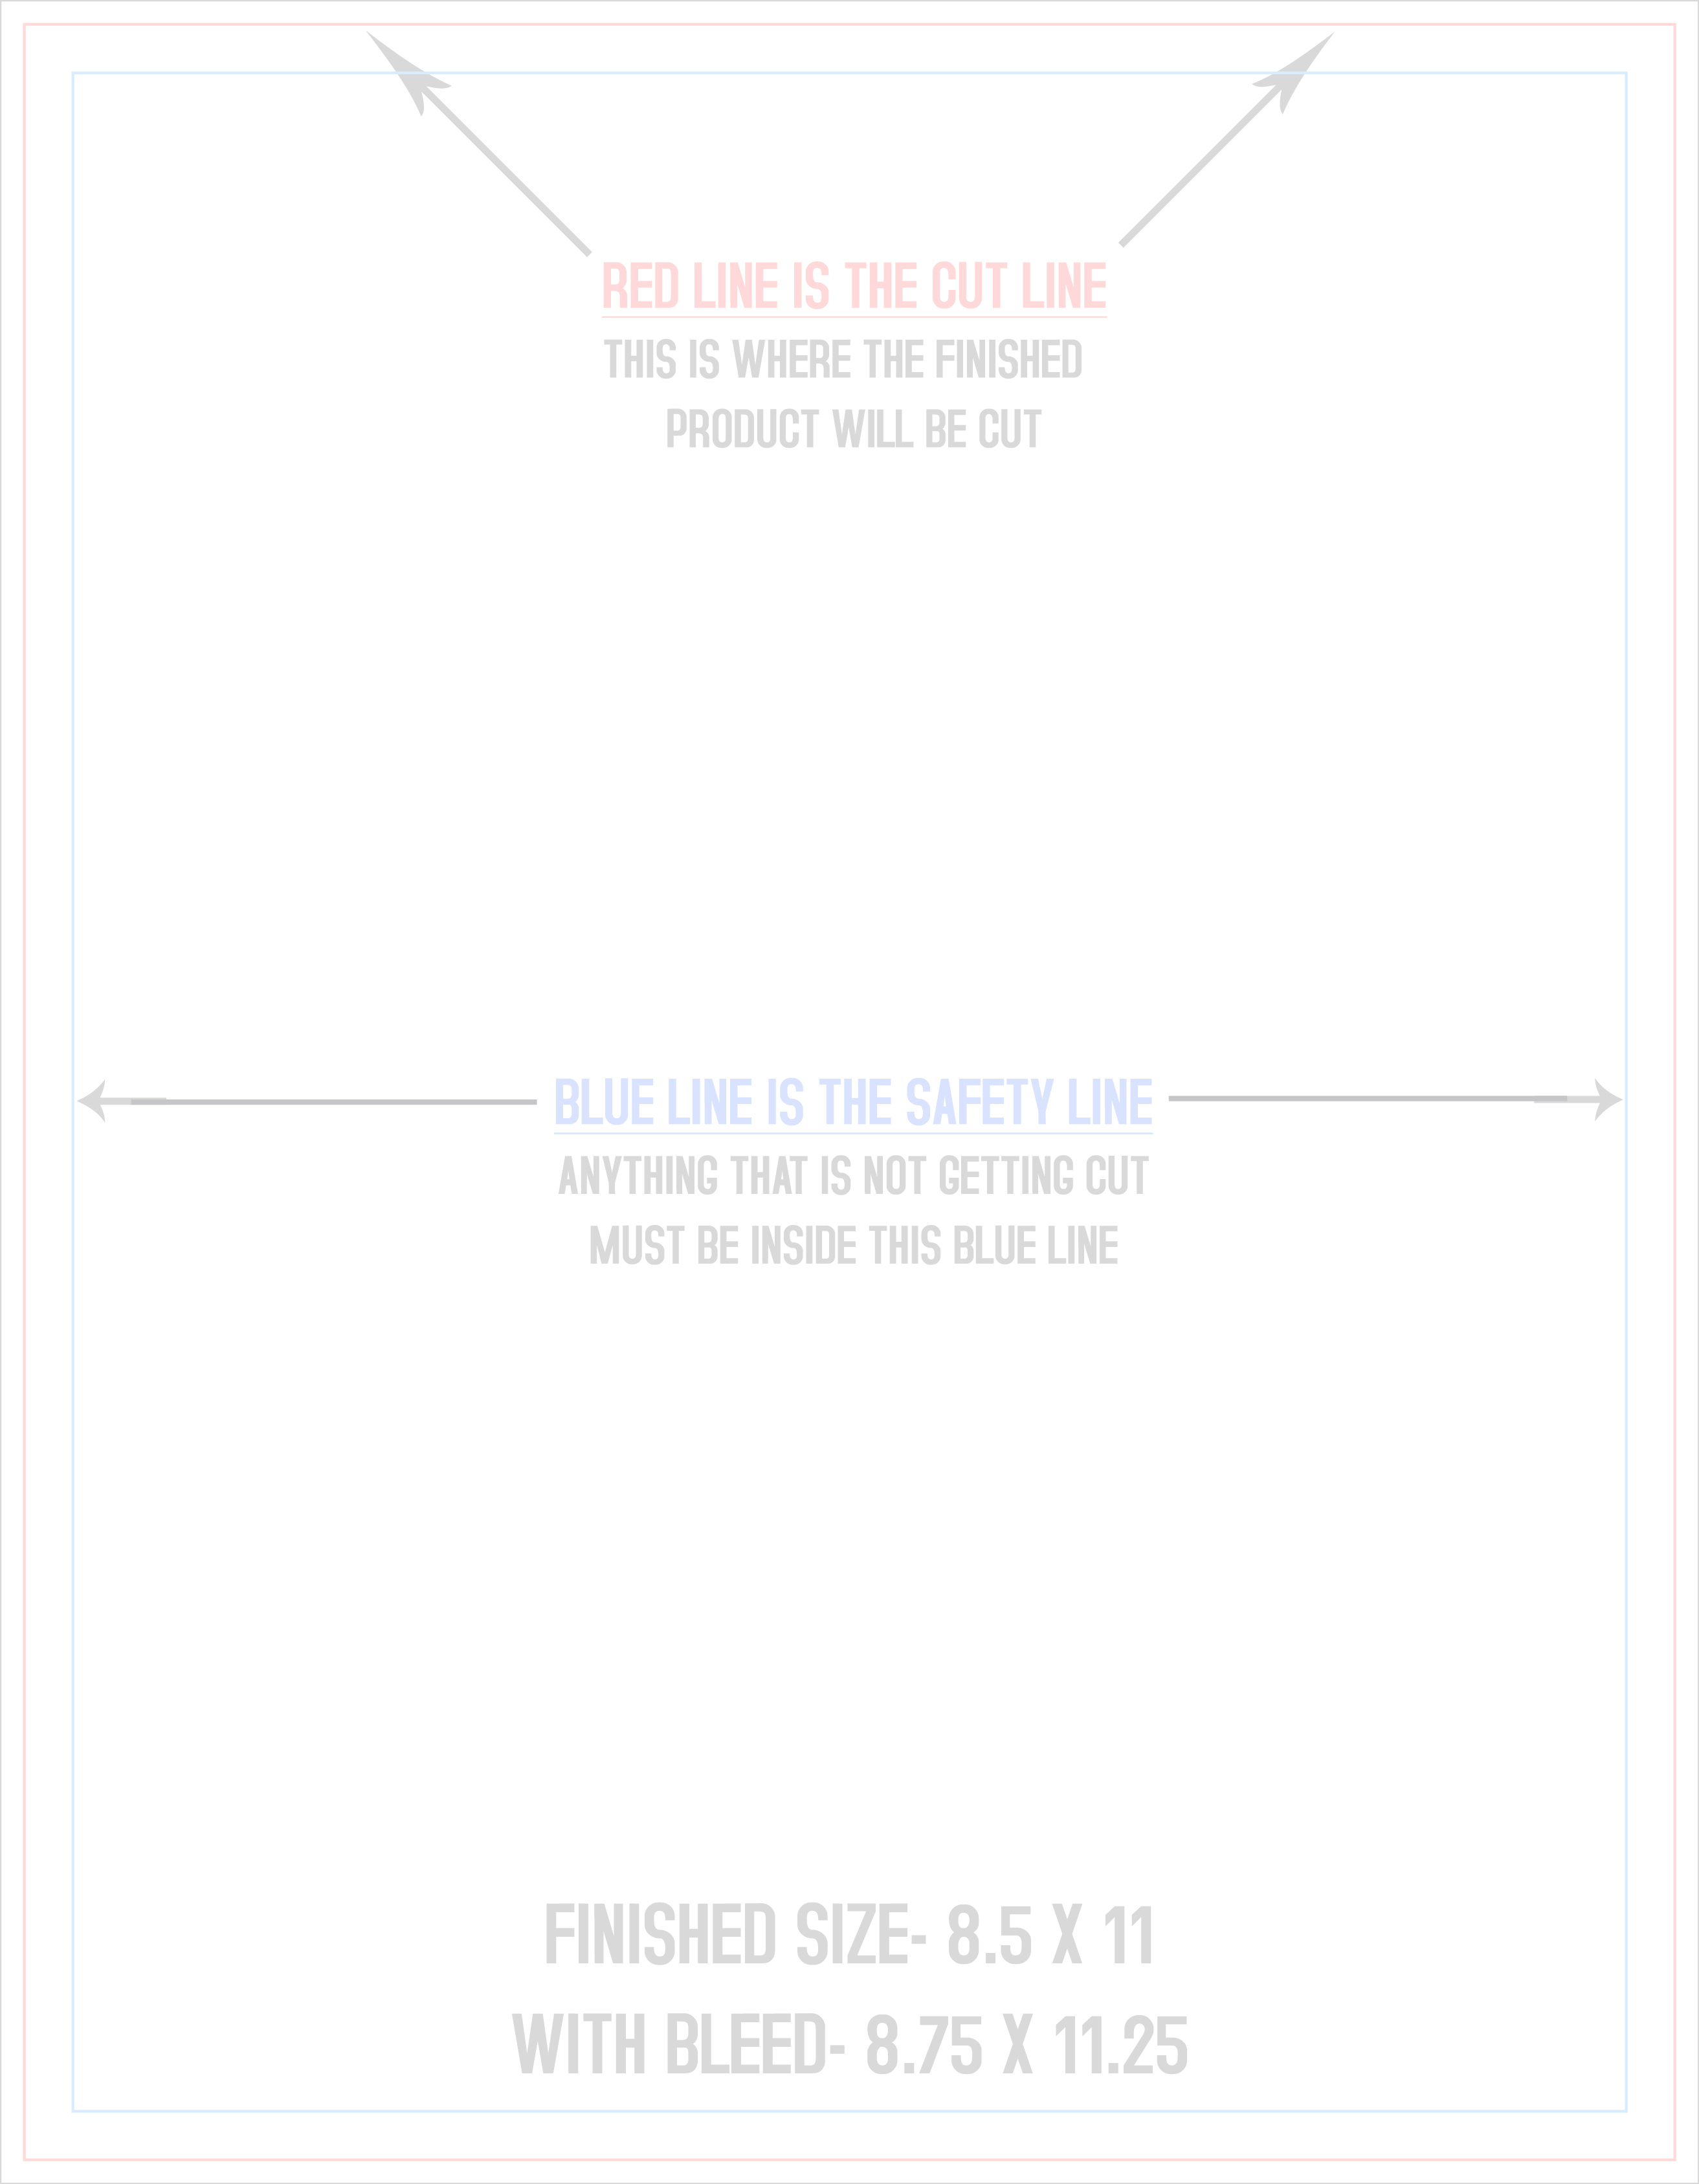 RED LINE IS THE CUT LINE
THIS IS WHERE THE FINISHED
PRODUCT WILL BE CUT
BLUE LINE IS THE SAFETY LINE
ANYTHING THAT IS NOT GETTING CUT
MUST BE INSIDE THIS BLUE LINE
FINISHED SIZE- 8.5 X 11
WITH BLEED- 8.75 X 11.25